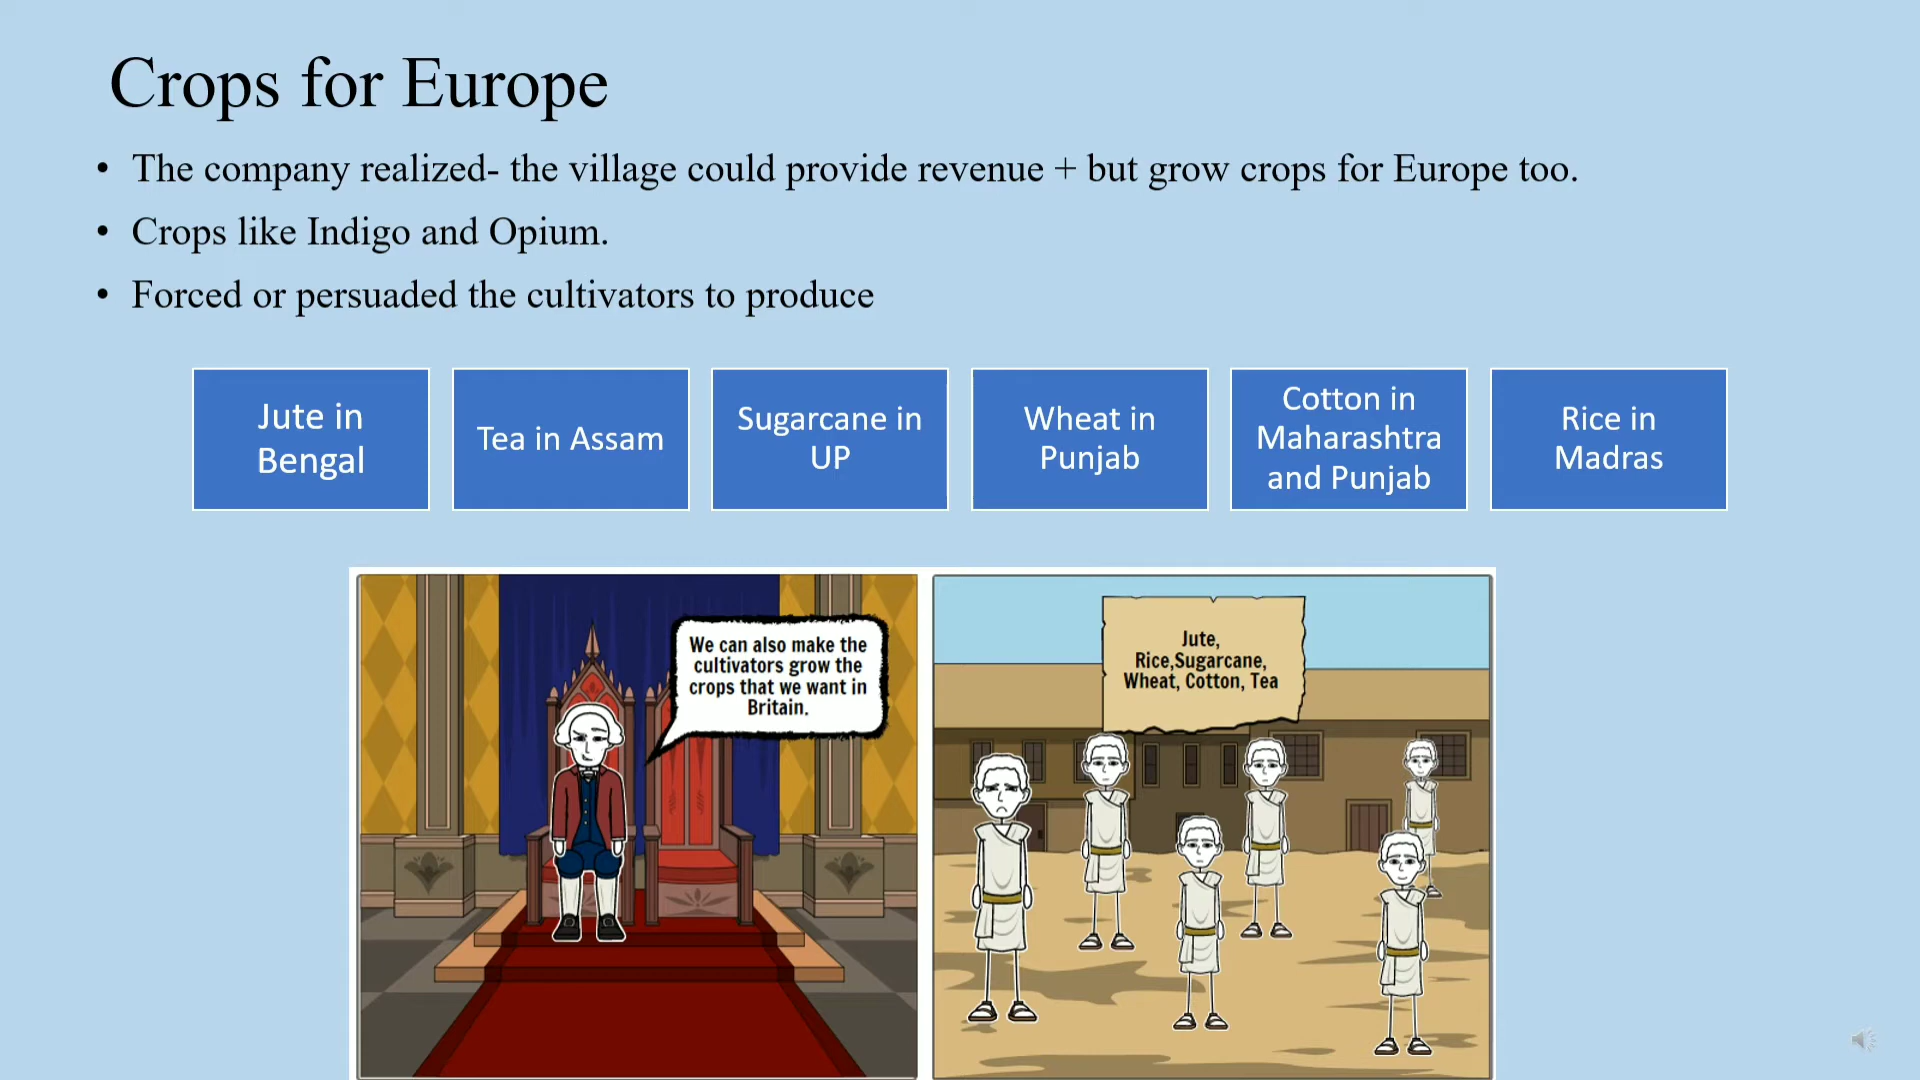 Crops for Europe
• The company realized- the village could provide revenue + but grow crops for Europe too.
• Crops like Indigo and Opium.
• Forced or persuaded the cultivators to produce
Jute in
Bengal
Tea in Assam
Sugarcane in
UP
Wheat in
Punjab
Cotton in
Maharashtra
and Punjab
Rice in
Madras
We can also make the
cultivators grow the
crops that we want in
Britain.
Jute,
Rice,Sugarcane,
Wheat, Cotton, Tea